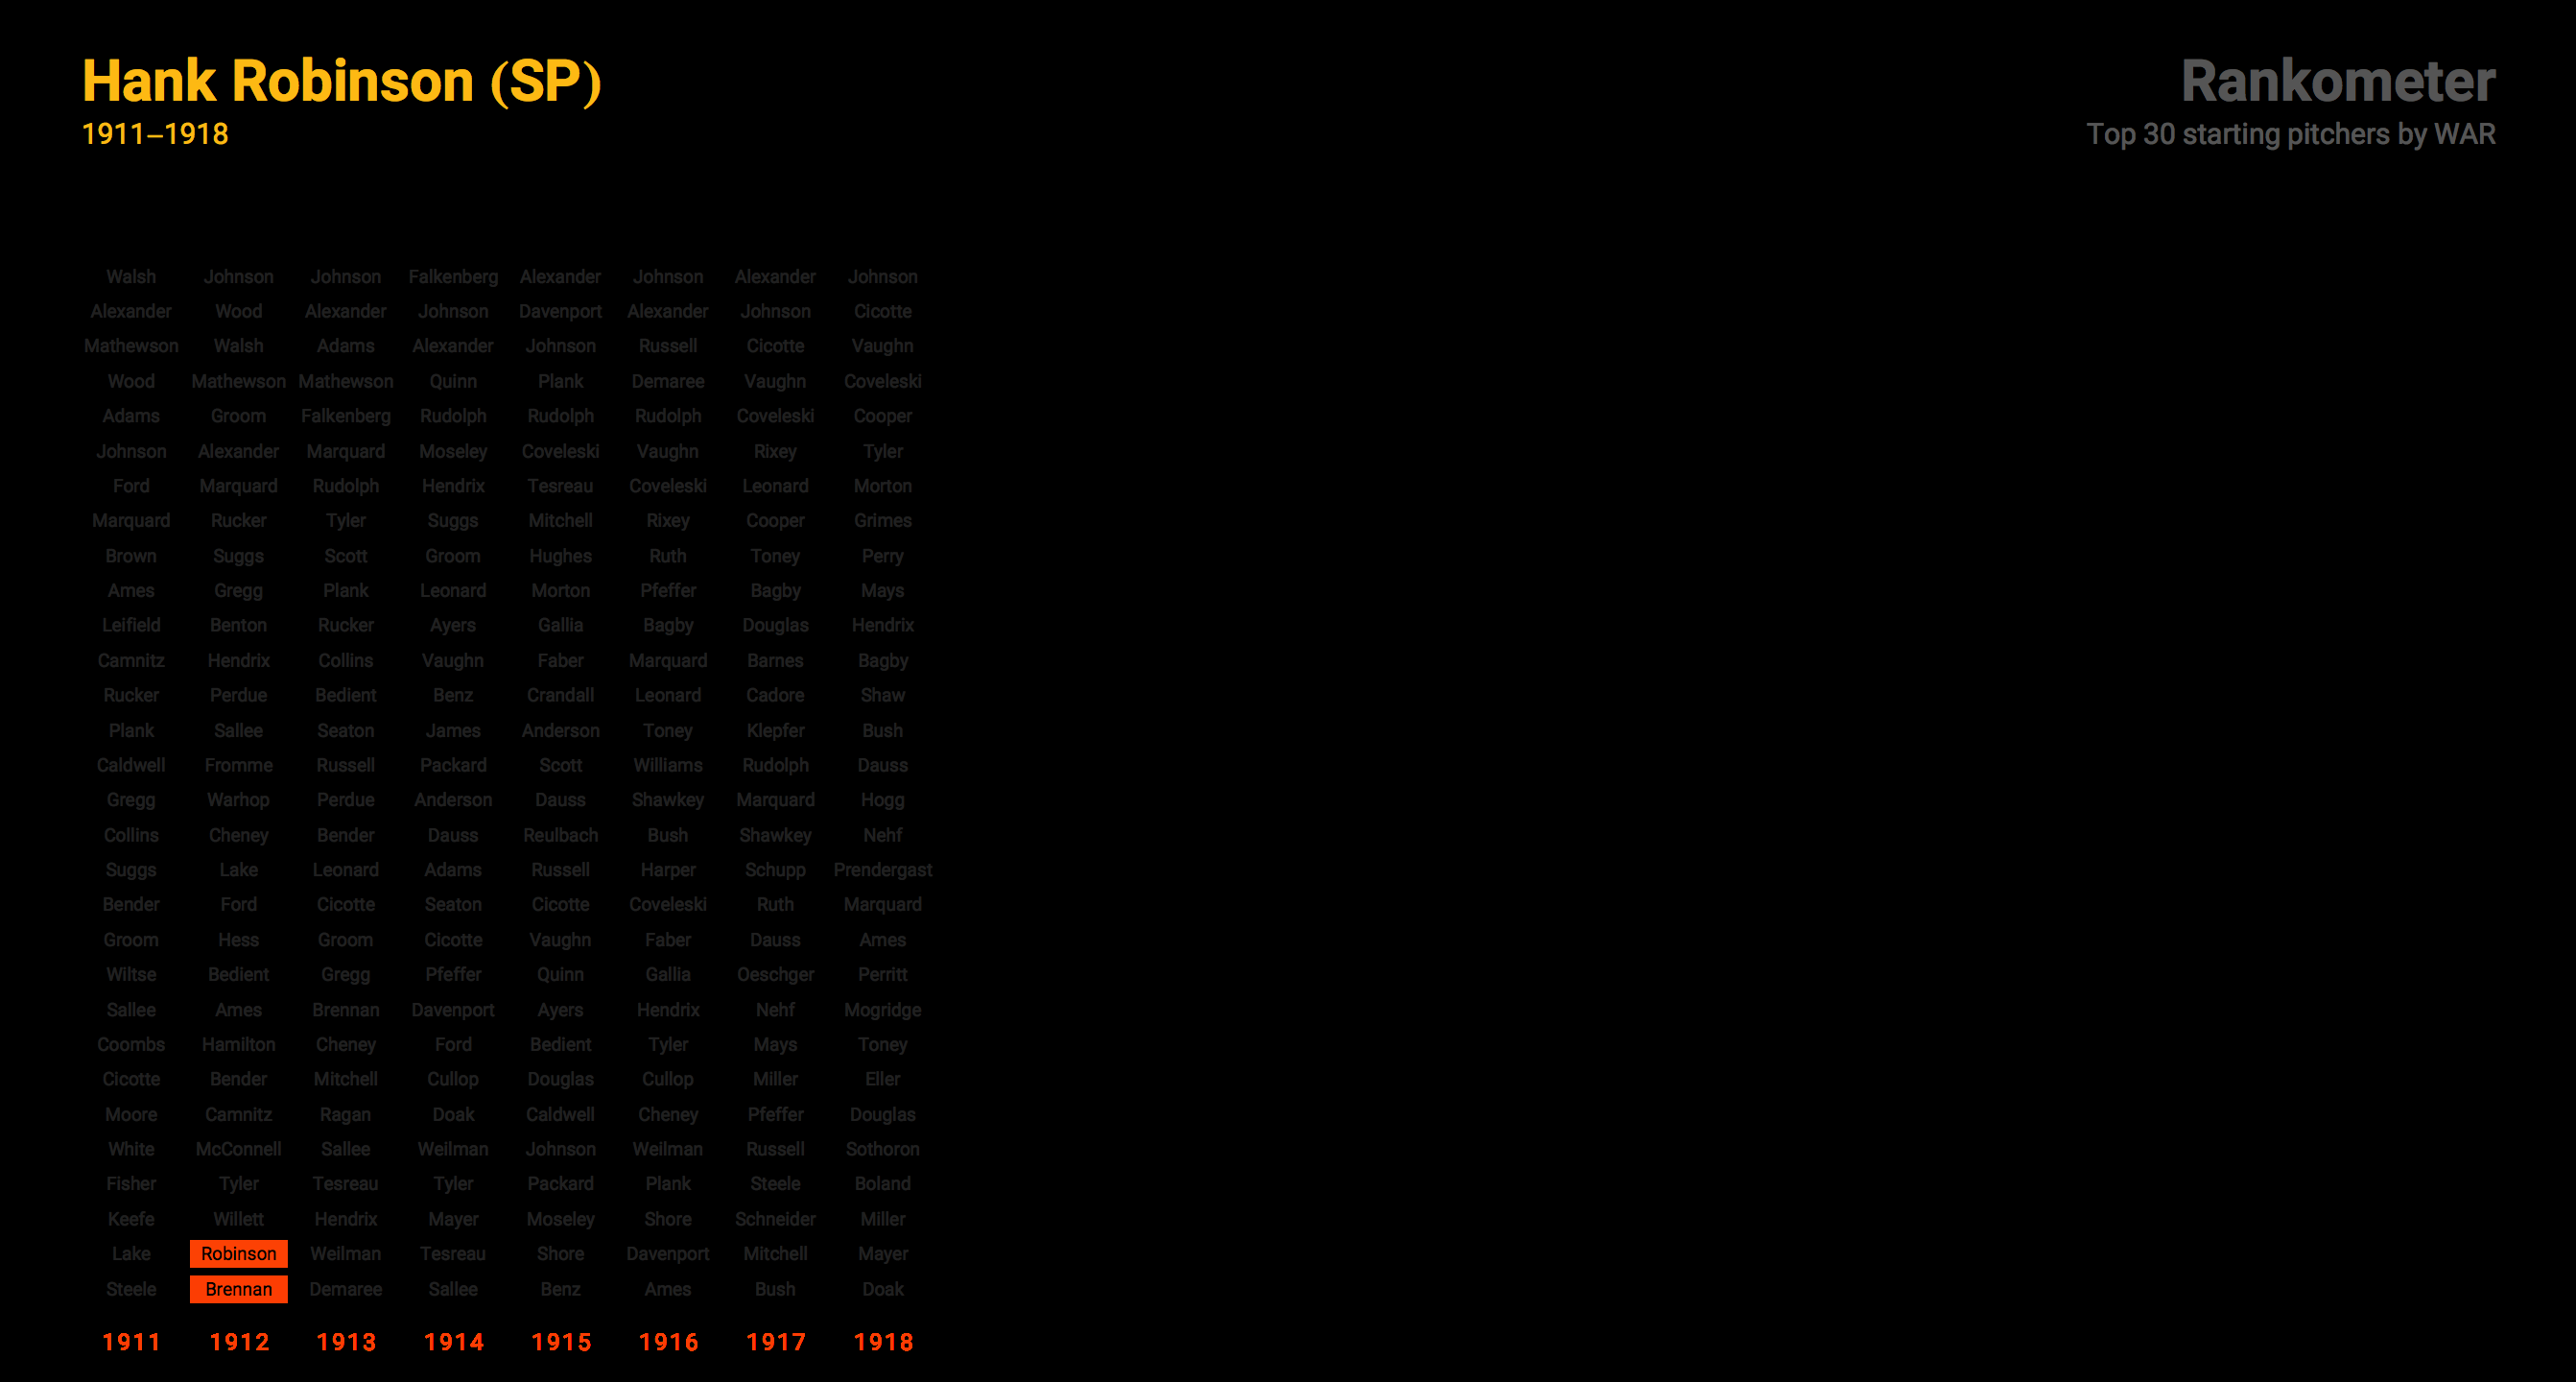 Hank Robinson (SP)
1911–1918
Rankometer
Top 30 starting pitchers by WAR
Walsh Johnson Johnson Falkenberg Alexander Johnson Alexander Johnson
Alexander Wood Alexander Johnson Davenport Alexander Johnson Cicotte
Mathewson Walsh Adams Alexander Johnson Russell Cicotte Vaughn
Wood Mathewson Mathewson Quinn Plank Demaree Vaughn Coveleski
Adams Groom Falkenberg Rudolph Rudolph Rudolph Coveleski Cooper
Johnson Alexander Marquard Moseley Coveleski Vaughn Rixey Tyler
Ford Marquard Rudolph Hendrix Tesreau Coveleski Leonard Morton
Marquard Rucker Tyler Suggs Mitchell Rixey Cooper Grimes
Brown Suggs Scott Groom Hughes Ruth Toney Perry
Ames Gregg Plank Leonard Morton Pfeffer Bagby Mays
Leifield Benton Rucker Ayers Gallia Bagby Douglas Hendrix
Camnitz Hendrix Collins Vaughn Faber Marquard Barnes Bagby
Rucker Perdue Bedient Benz Crandall Leonard Cadore Shaw
Plank Sallee Seaton James Anderson Toney Klepfer Bush
Caldwell Fromme Russell Packard Scott Williams Rudolph Dauss
Gregg Warhop Perdue Anderson Dauss Shawkey Marquard Hogg
Collins Cheney Bender Dauss Reulbach Bush Shawkey Nehf
Suggs Lake Leonard Adams Russell Harper Schupp Prendergast
Bender Ford Cicotte Seaton Cicotte Coveleski Ruth Marquard
Groom Hess Groom Cicotte Vaughn Faber Dauss Ames
Wiltse Bedient Gregg Pfeffer Quinn Gallia Oeschger Perritt
Sallee Ames Brennan Davenport Ayers Hendrix Nehf Mogridge
Coombs Hamilton Cheney Ford Bedient Tyler Mays Toney
Cicotte Bender Mitchell Cullop Douglas Cullop Miller Eller
Moore Camnitz Ragan Doak Caldwell Cheney Pfeffer Douglas
White McConnell Sallee Weilman Johnson Weilman Russell Sothoron
Fisher Tyler Tesreau Tyler Packard Plank Steele Boland
Keefe Willett Hendrix Mayer Moseley Shore Schneider Miller
Lake Robinson Weilman Tesreau Shore Davenport Mitchell Mayer
Steele Brennan Demaree Sallee Benz Ames Bush Doak
1911 1912 1913 1914 1915 1916 1917 1918